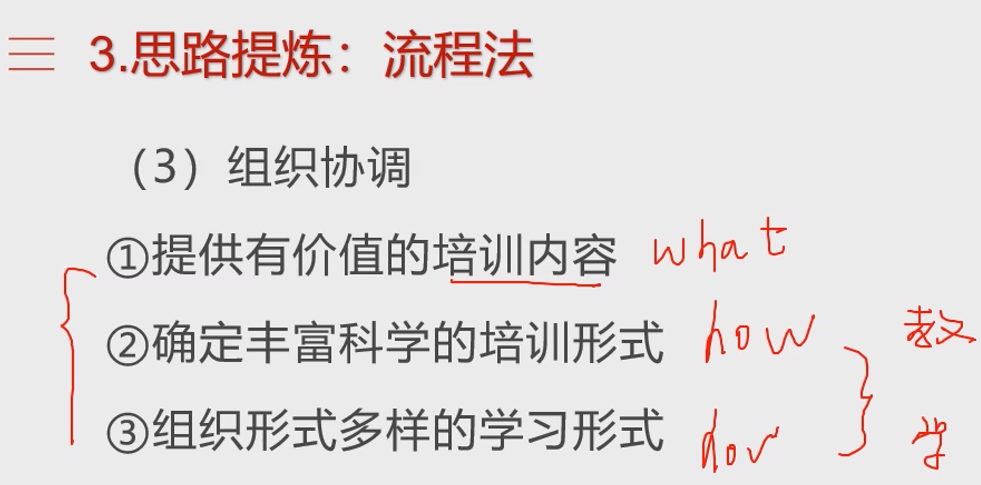 3.思路提炼：流程法
（3）组织协调
①提供有价值的培训内容 what
②确定丰富科学的培训形式 how 教
③组织形式多样的学习形式 how 学